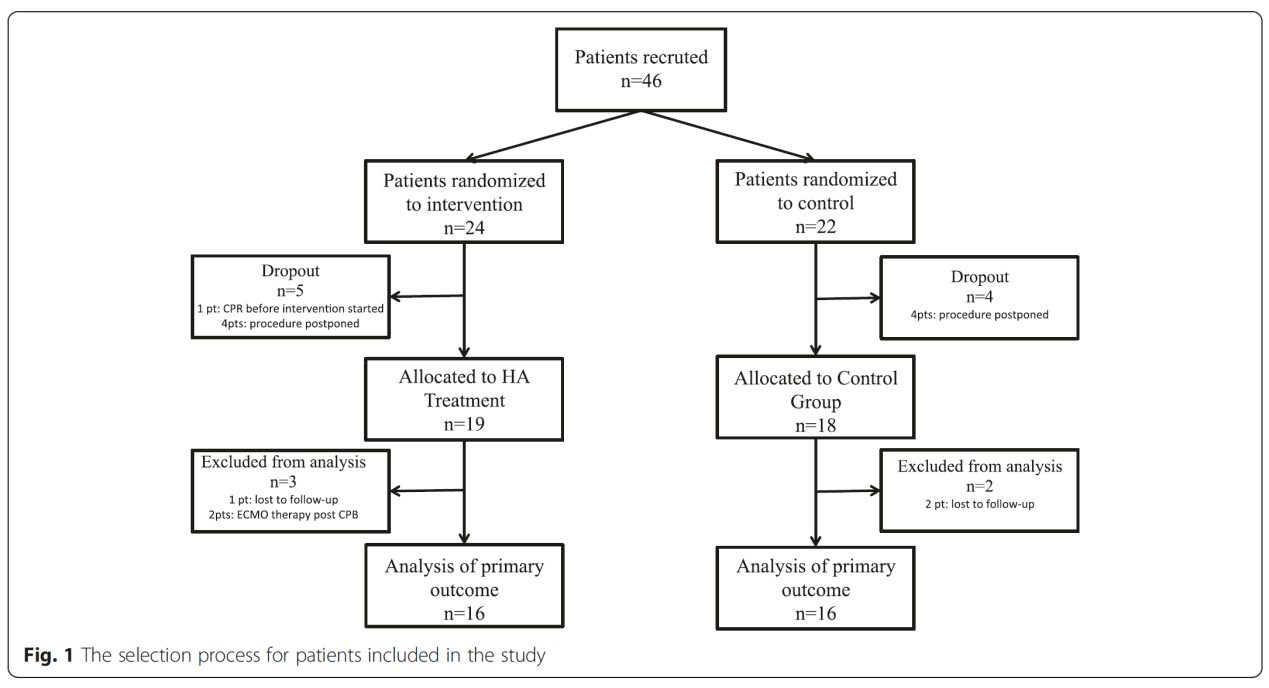 Patients recruted
n=46
Patients randomized
to intervention
n=24
Patients randomized
to control
n=22
Dropout
n=5
1 pt: CPR before intervention started
4pts: procedure postponed
Dropout
n=4
4pts: procedure postponed
Allocated to HA
Treatment
n=19
Allocated to Control
Group
n=18
Excluded from analysis
n=3
1 pt: lost to follow-up
2pts: ECMO therapy post CPB
Excluded from analysis
n=2
2 pt: lost to follow-up
Analysis of primary
outcome
n=16
Analysis of primary
outcome
n=16
Fig. 1 The selection process for patients included in the study